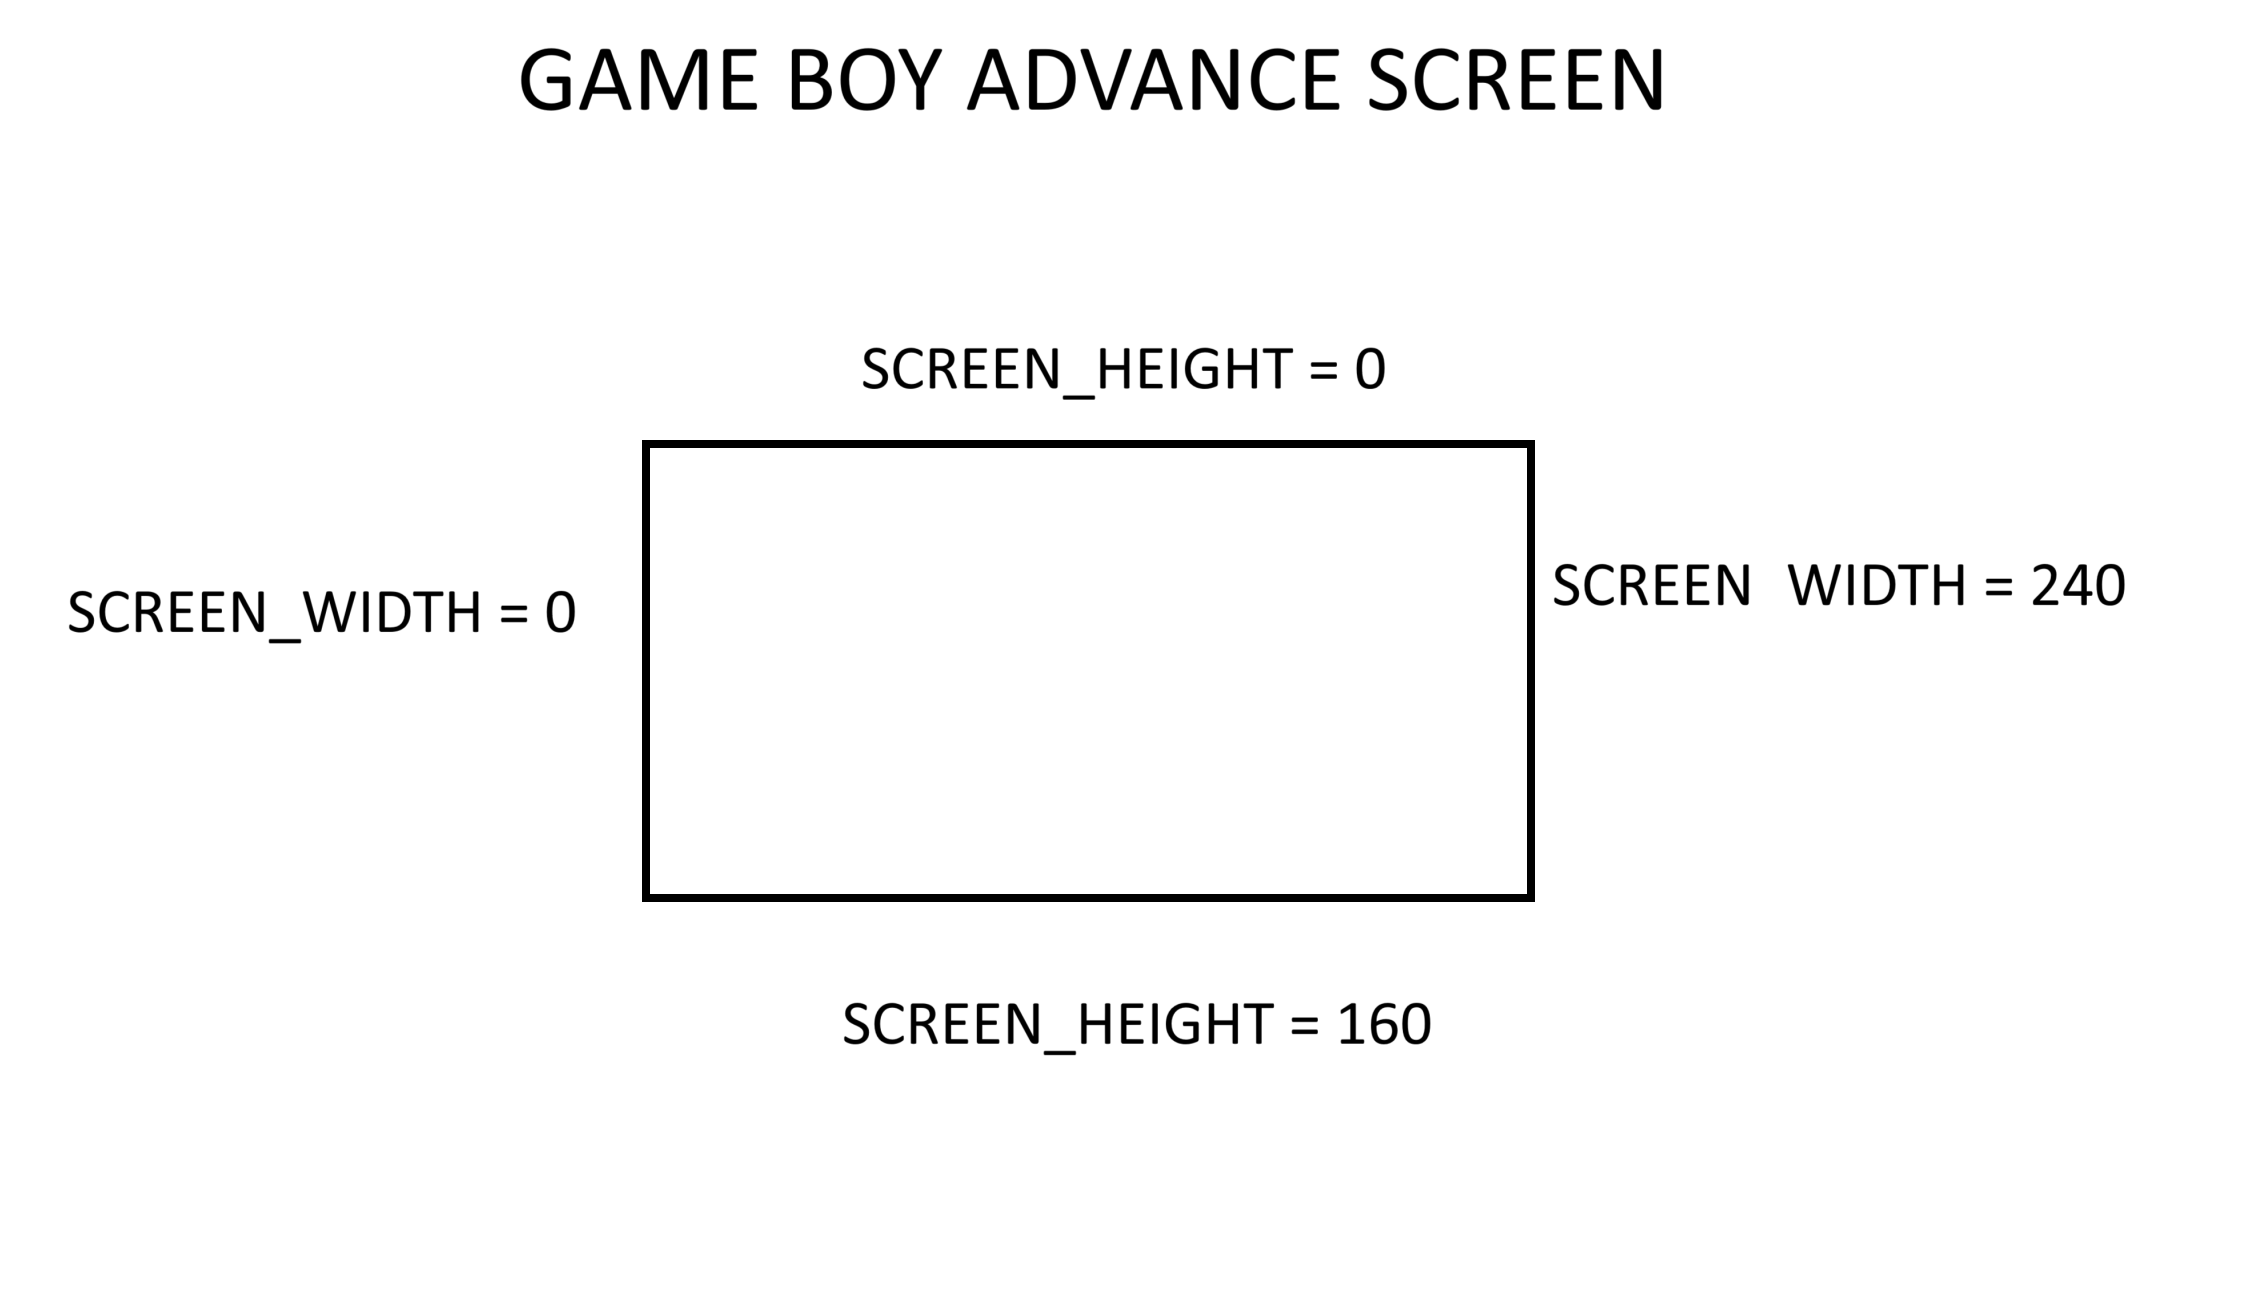 GAME BOY ADVANCE SCREEN
SCREEN_HEIGHT = 0
SCREEN_WIDTH = 0
SCREEN  WIDTH = 240
SCREEN_HEIGHT = 160